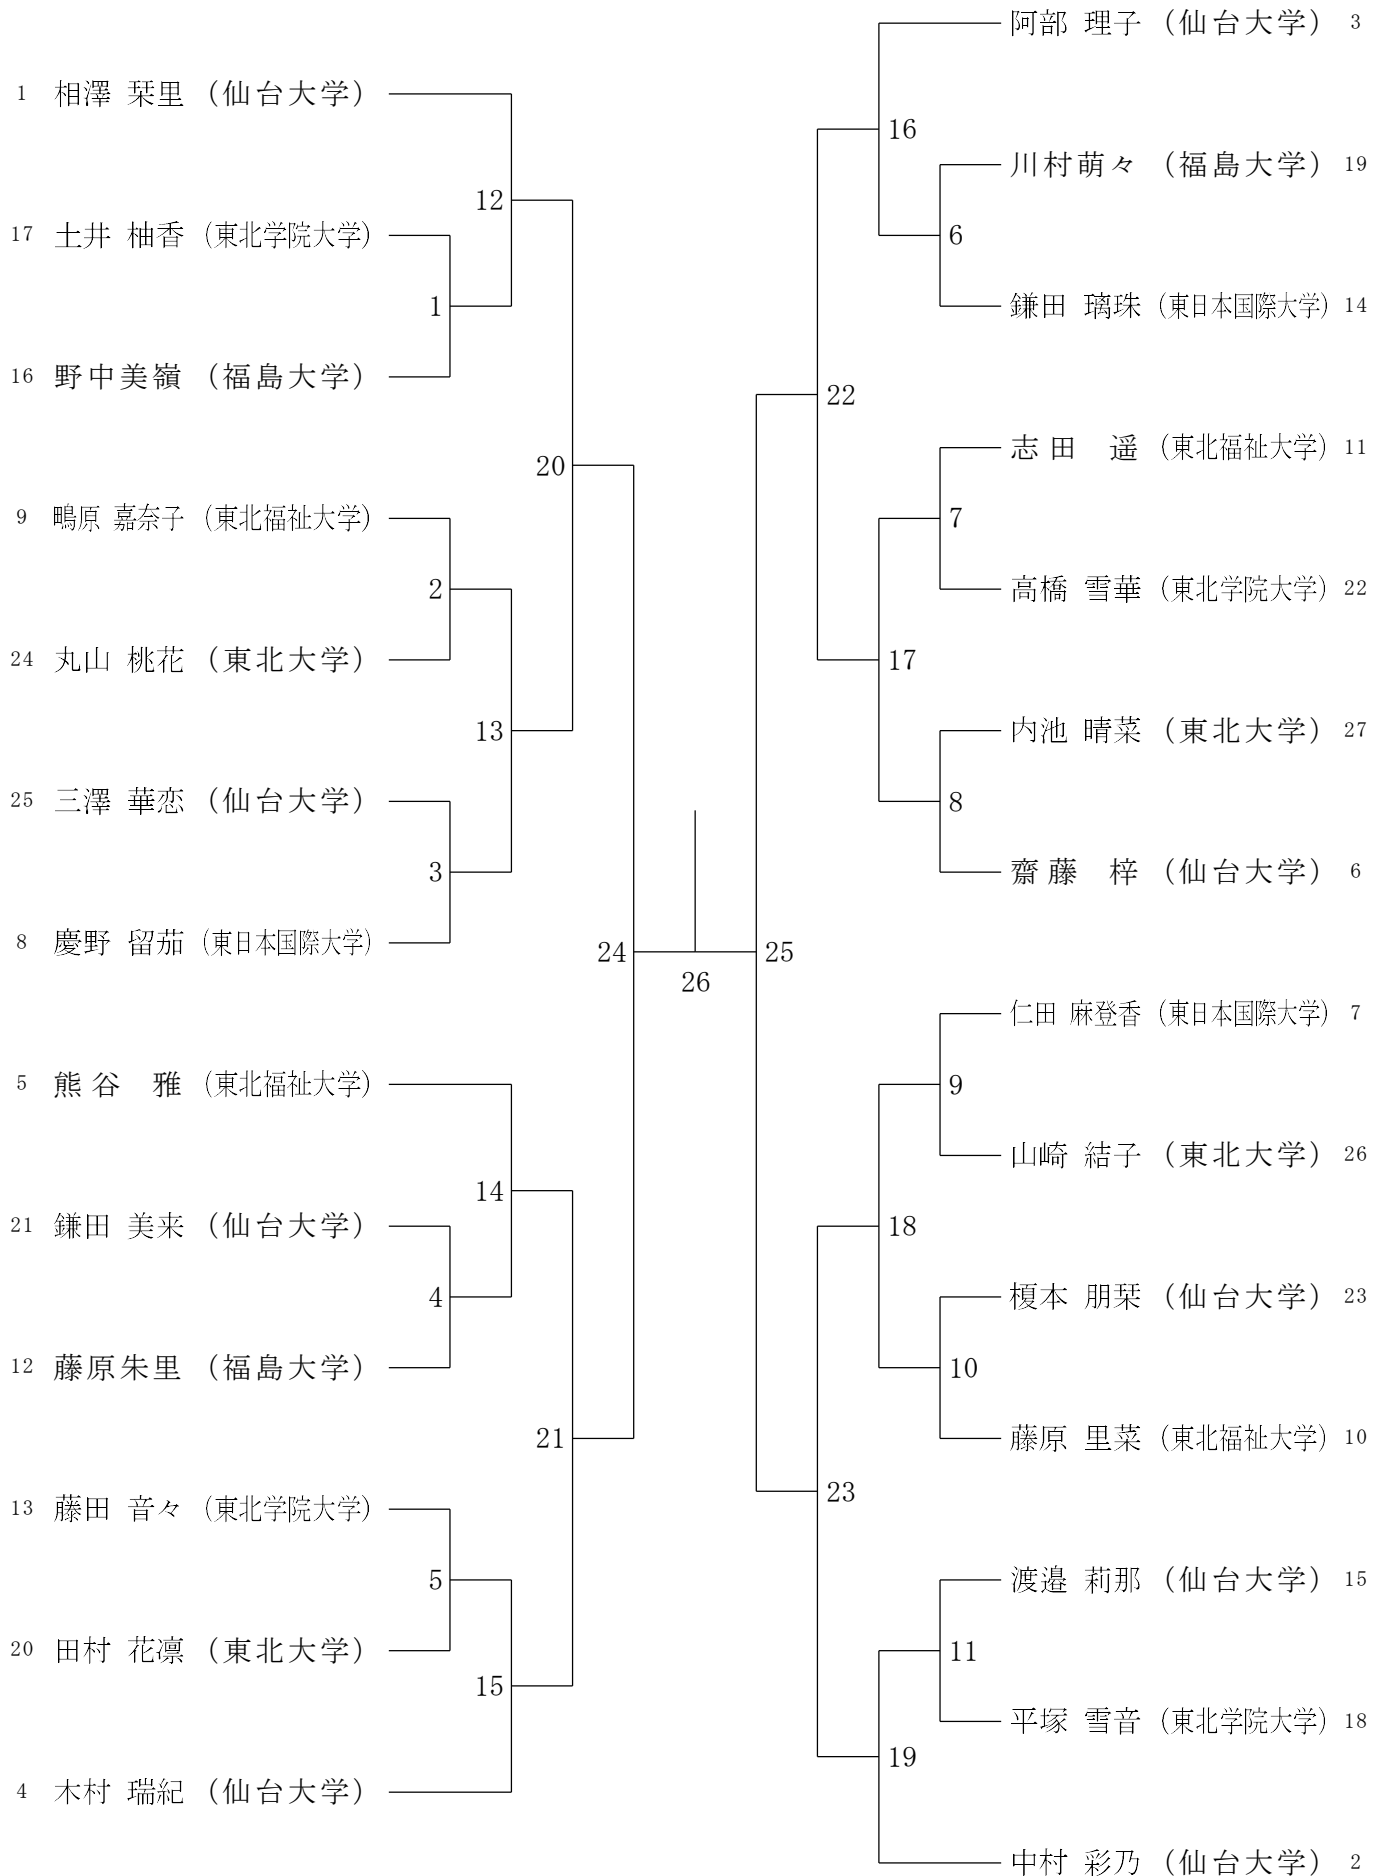 1 相澤 栞里 (仙台大学)
17 土井 柚香 (東北学院大学)
16 野中美嶺 (福島大学)
9 鴫原 嘉奈子 (東北福祉大学)
24 丸山 桃花 (東北大学)
25 三澤 華恋 (仙台大学)
8 慶野 留茄 (東日本国際大学)
5 熊谷 雅 (東北福祉大学)
21 鎌田 美来 (仙台大学)
12 藤原朱里 (福島大学)
13 藤田 音々 (東北学院大学)
20 田村 花凛 (東北大学)
4 木村 瑞紀 (仙台大学)
1
2
3
4
5
12
13
14
15
20
21
24
26
25
22
23
16
17
18
19
6
7
8
9
10
11
阿部 理子 (仙台大学) 3
川村萌々 (福島大学) 19
鎌田 璃珠 (東日本国際大学) 14
志田 遥 (東北福祉大学) 11
高橋 雪華 (東北学院大学) 22
内池 晴菜 (東北大学) 27
齋藤 梓 (仙台大学) 6
仁田 麻登香 (東日本国際大学) 7
山崎 結子 (東北大学) 26
榎本 朋栞 (仙台大学) 23
藤原 里菜 (東北福祉大学) 10
渡邉 莉那 (仙台大学) 15
平塚 雪音 (東北学院大学) 18
中村 彩乃 (仙台大学) 2